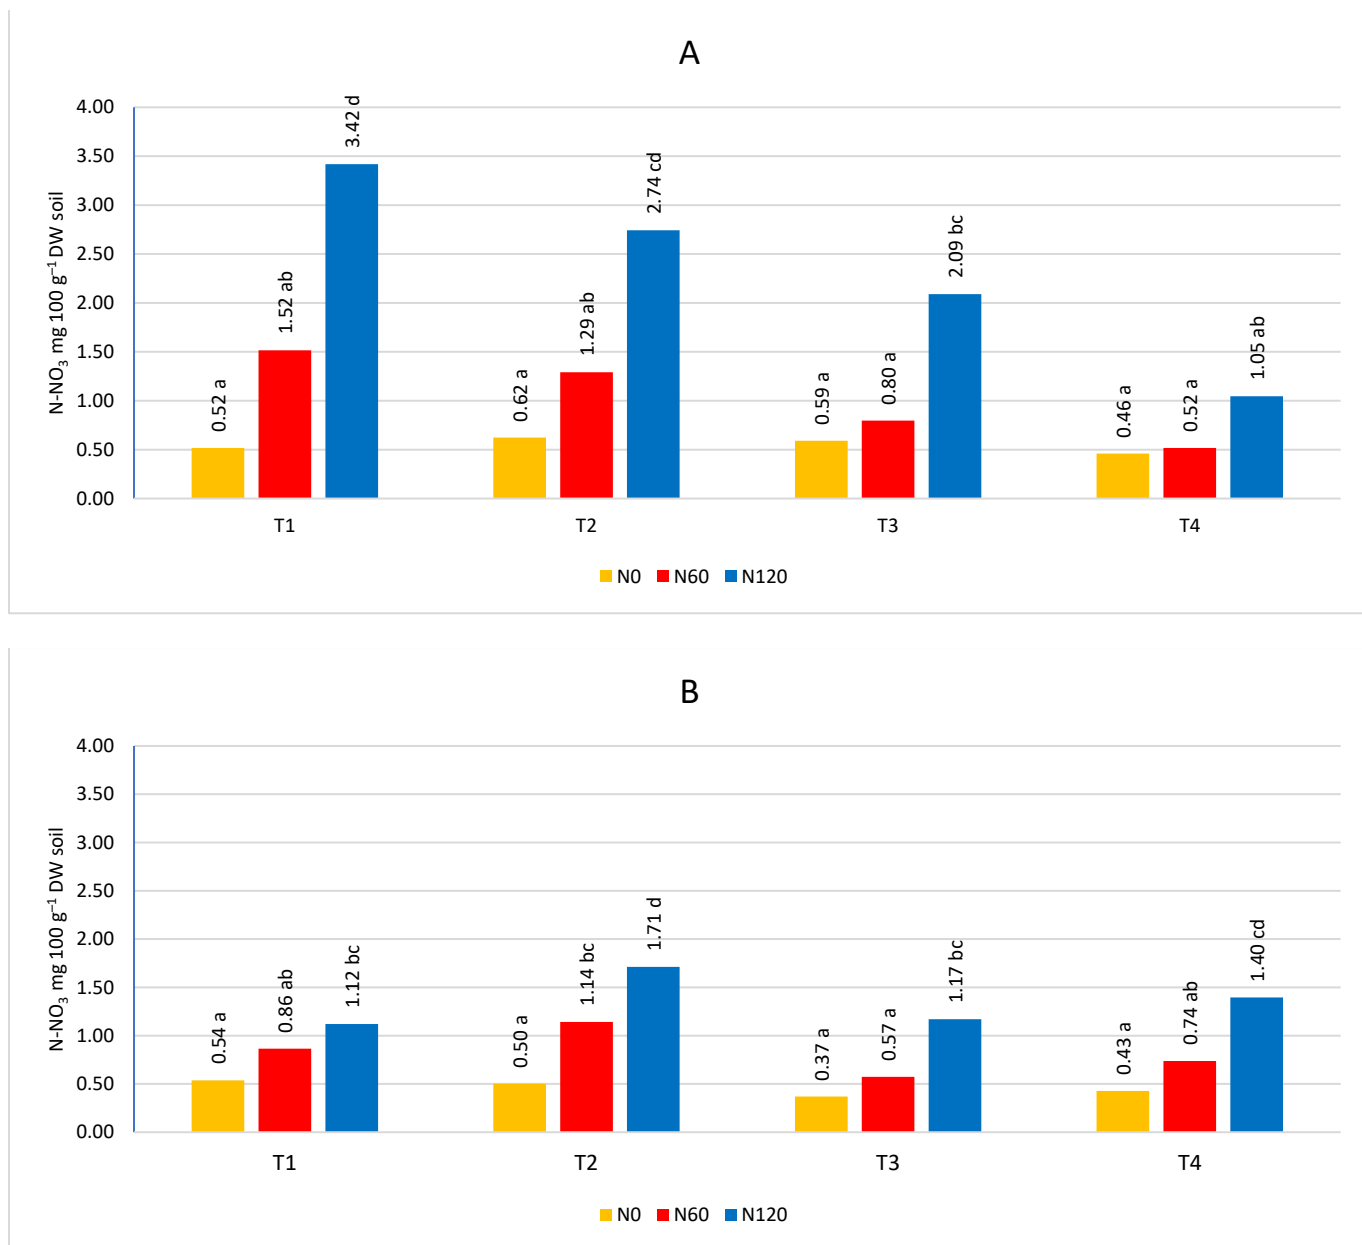 A
4.00
3.50
3.00
2.50
2.00
1.50
1.00
0.50
0.00
N-NO₃ mg 100 g⁻¹ DW soil
0.52 a
1.52 ab
3.42 d
0.62 a
1.29 ab
2.74 cd
0.59 a
0.80 a
2.09 bc
0.46 a
0.52 a
1.05 ab
T1 T2 T3 T4
N0 N60 N120
B
4.00
3.50
3.00
2.50
2.00
1.50
1.00
0.50
0.00
N-NO₃ mg 100 g⁻¹ DW soil
0.54 a
0.86 ab
1.12 bc
0.50 a
1.14 bc
1.71 d
0.37 a
0.57 a
1.17 bc
0.43 a
0.74 ab
1.40 cd
T1 T2 T3 T4
N0 N60 N120